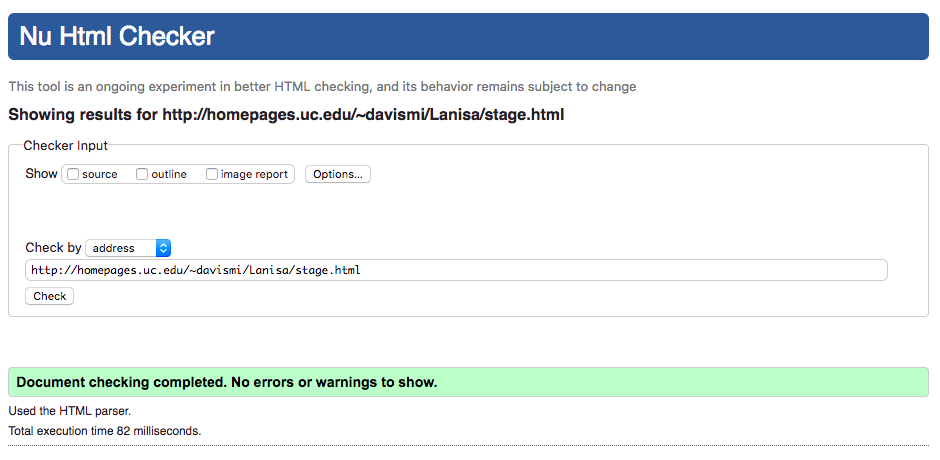 Nu Html Checker
This tool is an ongoing experiment in better HTML checking, and its behavior remains subject to change
Showing results for http://homepages.uc.edu/~davismi/Lanisa/stage.html
Checker Input
Show source outline image report Options...
Check by address
http://homepages.uc.edu/~davismi/Lanisa/stage.html
Check
Document checking completed. No errors or warnings to show.
Used the HTML parser.
Total execution time 82 milliseconds.